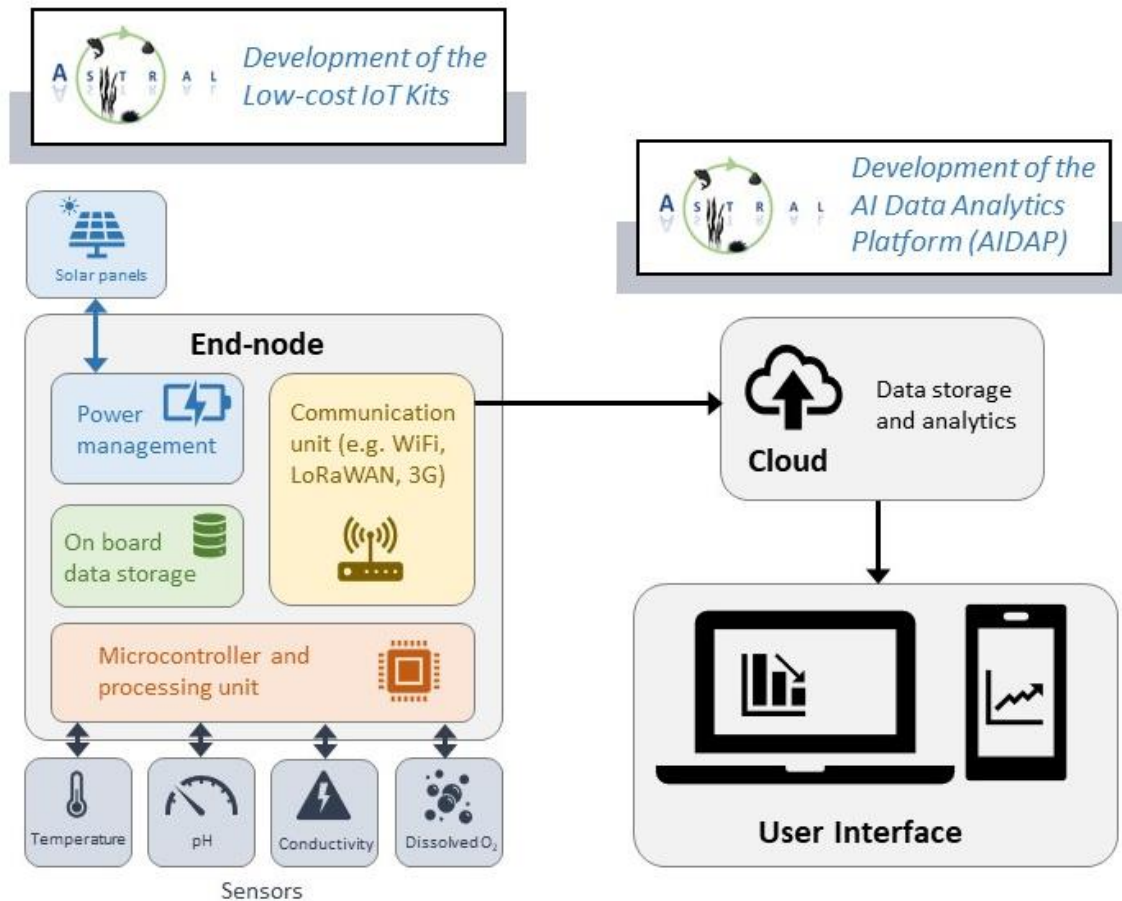 A S T R A L
Development of the
Low-cost IoT Kits
A S T R A L
Development of the
AI Data Analytics
Platform (AIDAP)
Solar panels
End-node
Power
management
Communication
unit (e.g. WiFi,
LoRaWAN, 3G)
On board
data storage
Microcontroller and
processing unit
Temperature
pH
Conductivity
Dissolved O₂
Sensors
Cloud
Data storage
and analytics
User Interface